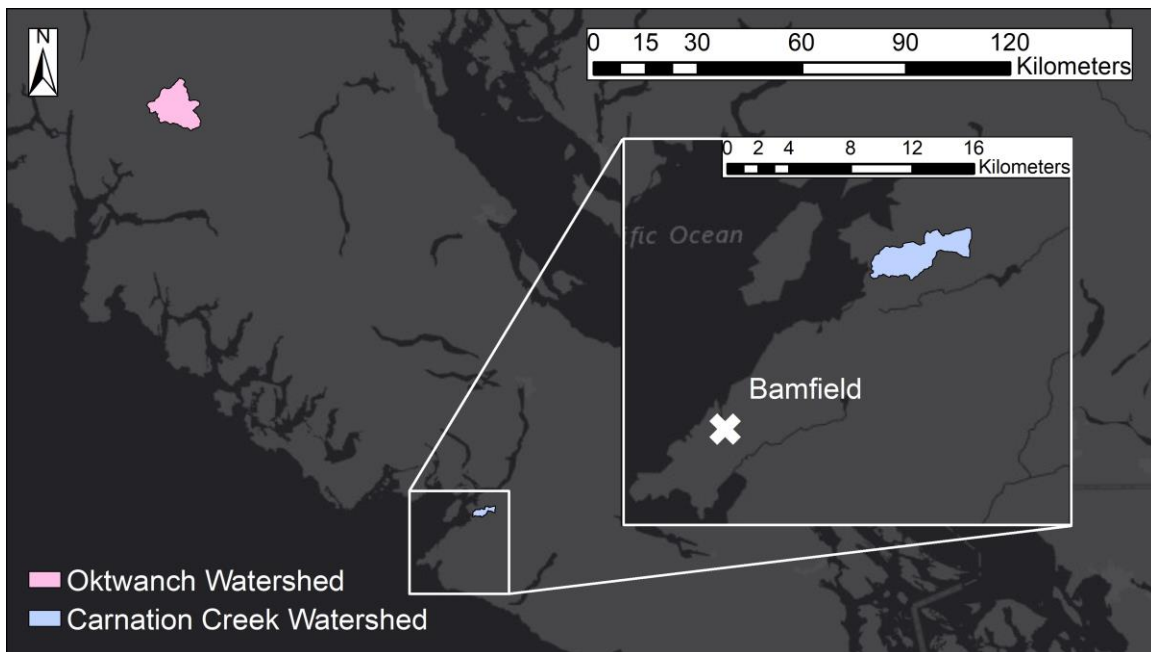 N
0 15 30 60 90 120
Kilometers
0 2 4 8 12 16
Kilometers
ific Ocean
Bamfield
Oktwanch Watershed
Carnation Creek Watershed